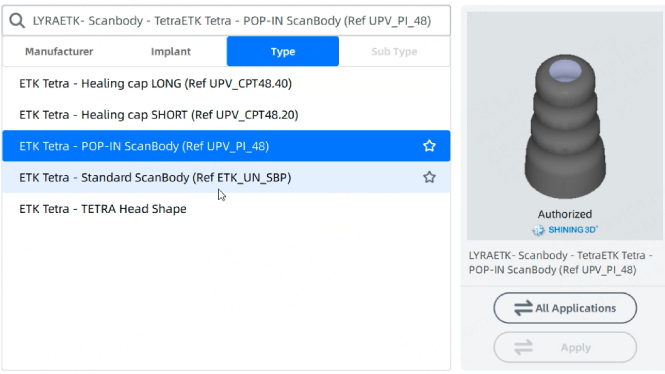 LYRAETK- Scanbody - TetraETK Tetra - POP-IN ScanBody (Ref UPV_PI_48)
Manufacturer
Implant
Type
Sub Type
ETK Tetra - Healing cap LONG (Ref UPV_CPT48.40)
ETK Tetra - Healing cap SHORT (Ref UPV_CPT48.20)
ETK Tetra - POP-IN ScanBody (Ref UPV_PI_48)
ETK Tetra - Standard ScanBody (Ref ETK_UN_SBP)
ETK Tetra - TETRA Head Shape
Authorized
SHINING 3D
LYRAETK- Scanbody - TetraETK Tetra -
POP-IN ScanBody (Ref UPV_PI_48)
All Applications
Apply